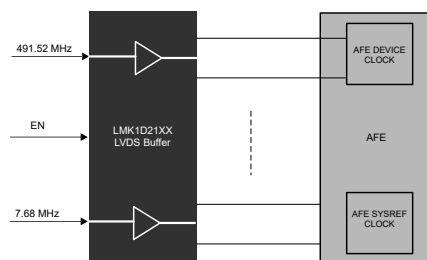 491.52 MHz
AFE DEVICE
CLOCK
EN
LMK1D21XX
LVDS Buffer
AFE
7.68 MHz
AFE SYSREF
CLOCK